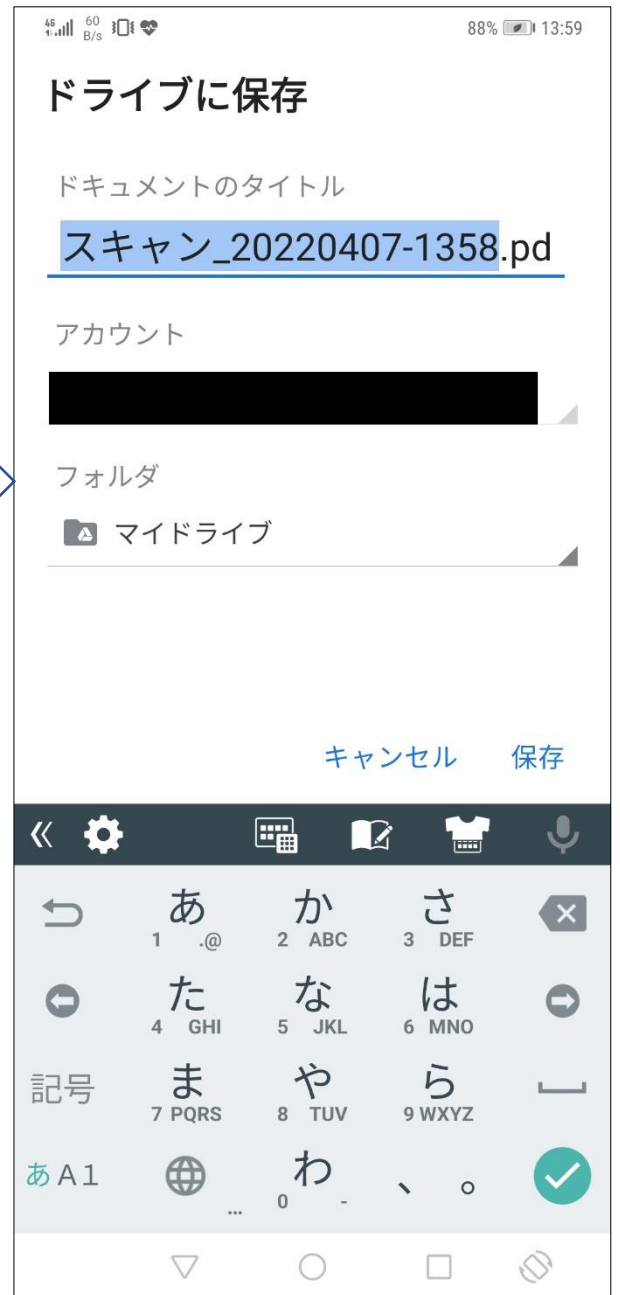 46
60
B/s
88% 13:59
ドライブに保存
ドキュメントのタイトル
スキャン_20220407-1358.pd
アカウント
フォルダ
マイドライブ
キャンセル 保存
あ か さ
1 .@ 2 ABC 3 DEF
た な は
4 GHI 5 JKL 6 MNO
記号 ま や ら
7 PQRS 8 TUV 9 WXYZ
あA1 わ 、 。
... 0 -